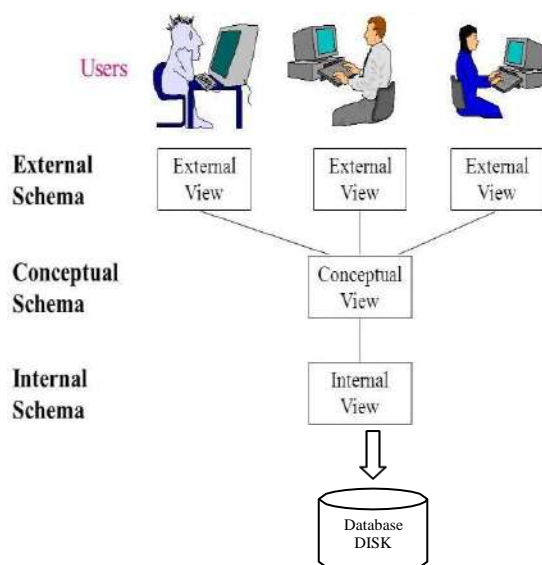 Users
External
Schema
External
View
External
View
External
View
Conceptual
Schema
Conceptual
View
Internal
Schema
Internal
View
Database
DISK